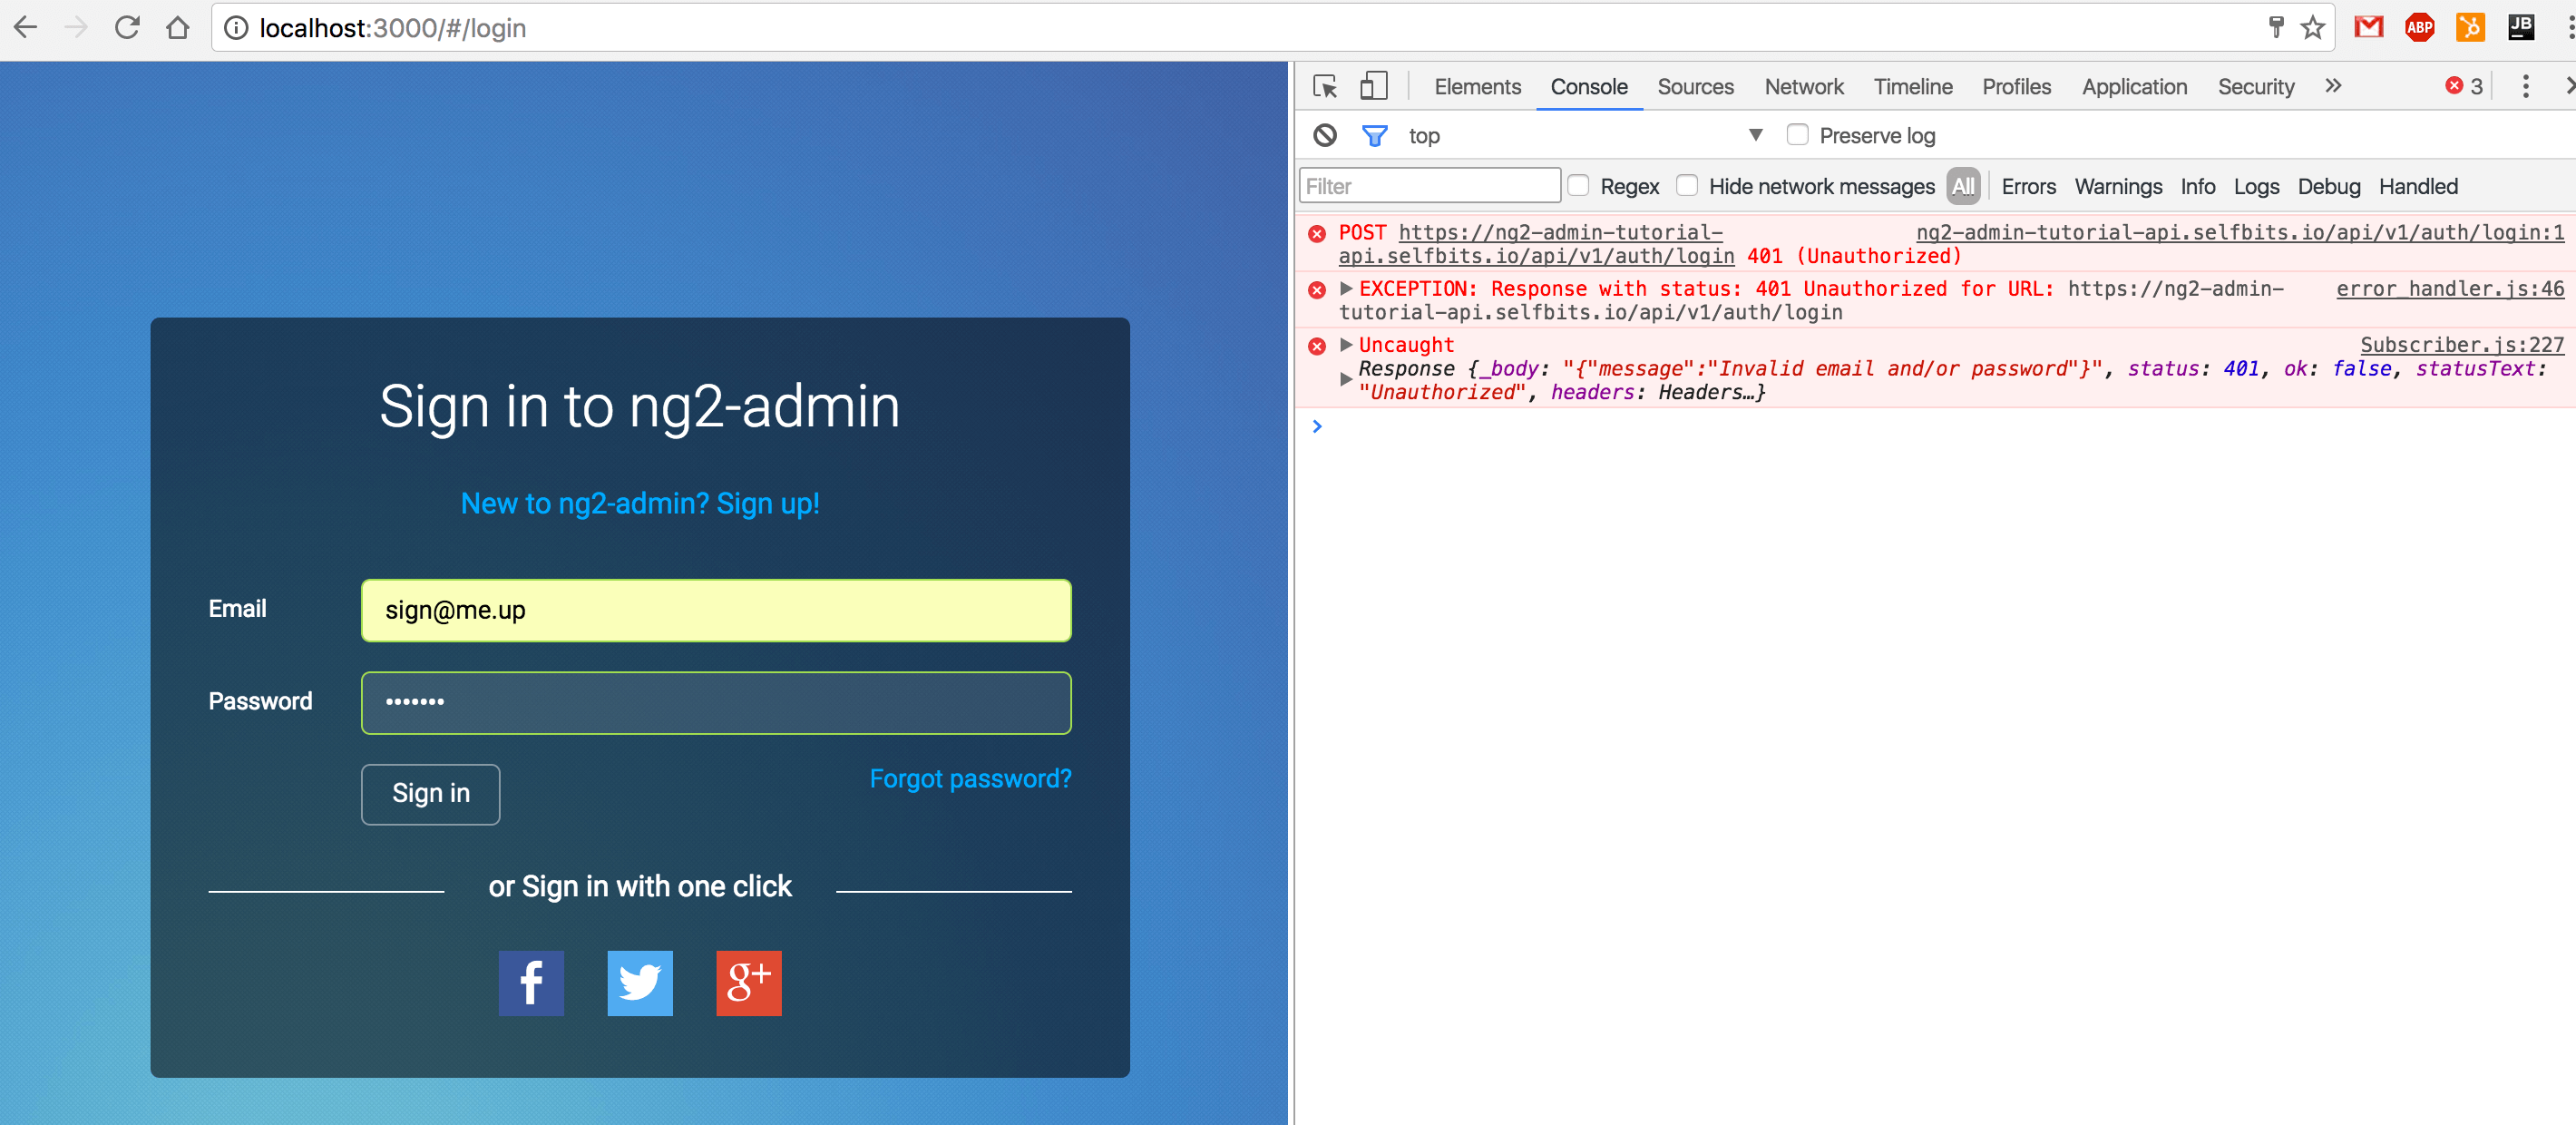 localhost:3000/#/login
ABP
JB
Elements Console Sources Network Timeline Profiles Application Security » 3
top ▼ Preserve log
Filter Regex Hide network messages All Errors Warnings Info Logs Debug Handled
POST https://ng2-admin-tutorial- ng2-admin-tutorial-api.selfbits.io/api/v1/auth/login:1
api.selfbits.io/api/v1/auth/login 401 (Unauthorized)
EXCEPTION: Response with status: 401 Unauthorized for URL: https://ng2-admin- error_handler.js:46
tutorial-api.selfbits.io/api/v1/auth/login
Uncaught Subscriber.js:227
Response {_body: "{"message":"Invalid email and/or password"}", status: 401, ok: false, statusText:
"Unauthorized", headers: Headers…}
Sign in to ng2-admin
New to ng2-admin? Sign up!
Email sign@me.up
Password •••••••
Sign in Forgot password?
or Sign in with one click
f g+